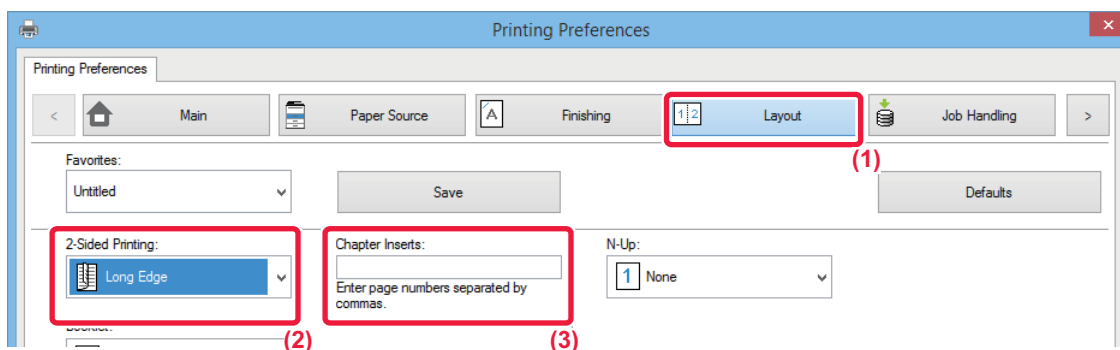 Printing Preferences
Printing Preferences
< Main Paper Source A Finishing 1 2 Layout Job Handling >
(1)
Favorites:
Untitled Save Defaults
2-Sided Printing: Chapter Inserts: N-Up:
Long Edge 1 None
Enter page numbers separated by
commas.
(2) (3)